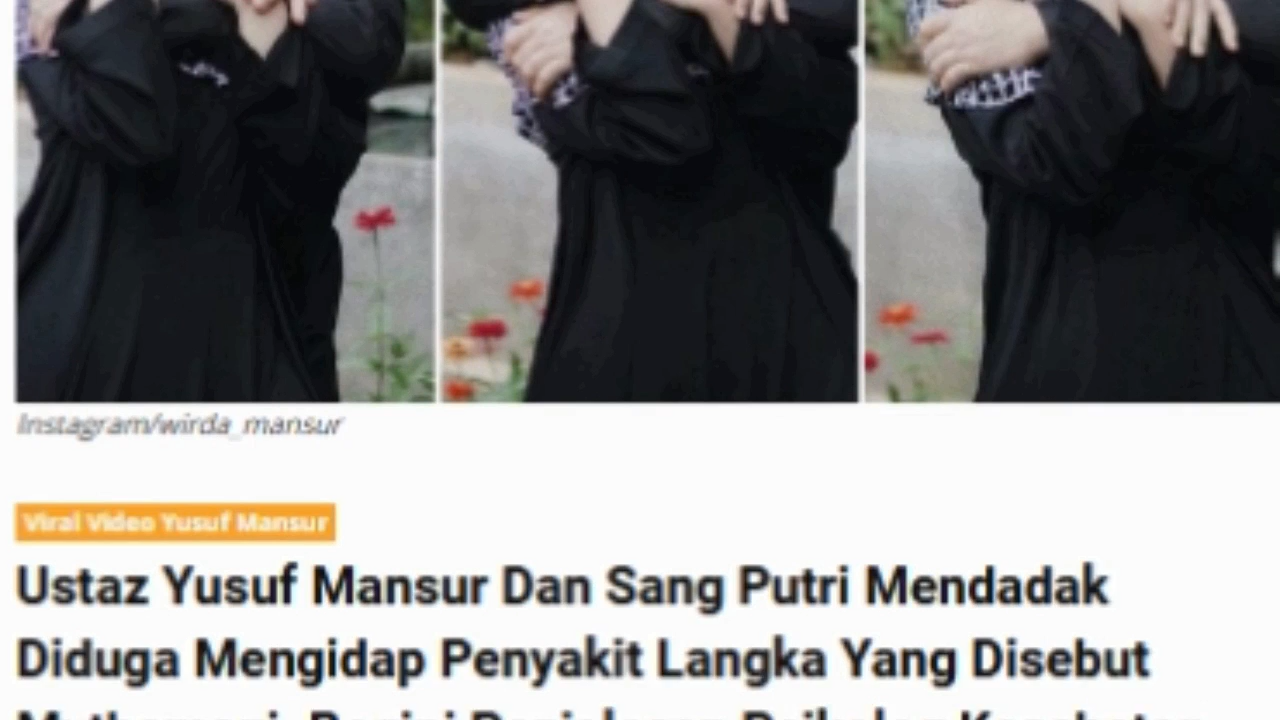 Instagram/wirda_mansur
Viral Video Yusuf Mansur
Ustaz Yusuf Mansur Dan Sang Putri Mendadak
Diduga Mengidap Penyakit Langka Yang Disebut